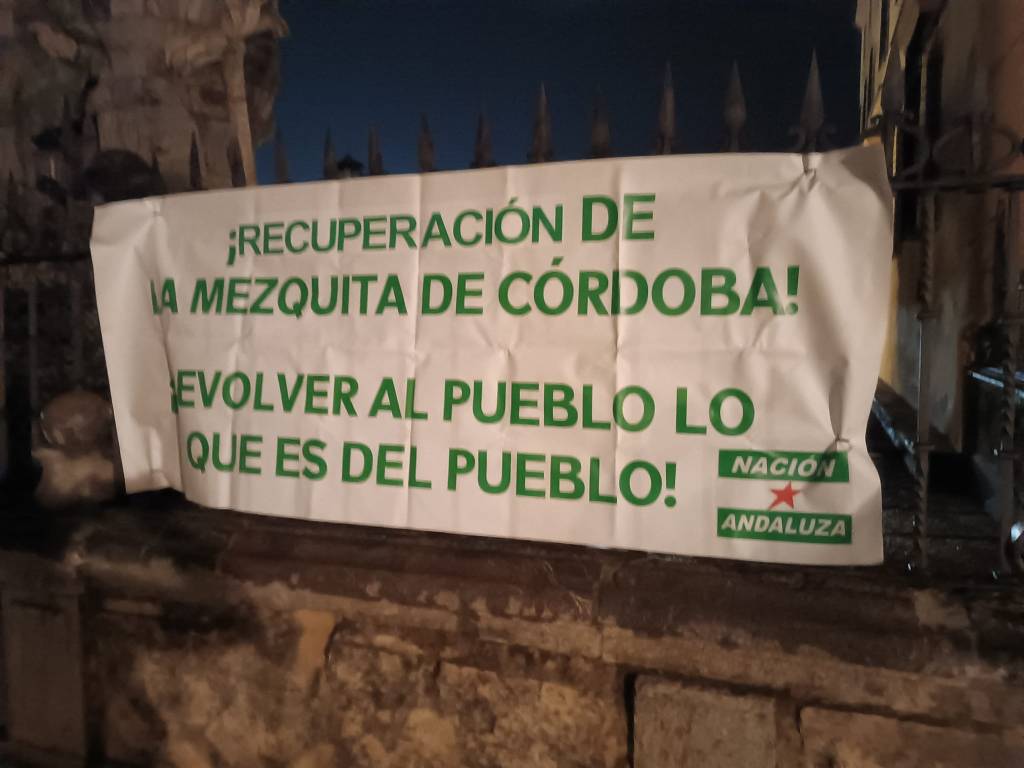 ¡RECUPERACIÓN DE
LA MEZQUITA DE CÓRDOBA!
¡DEVOLVER AL PUEBLO LO
QUE ES DEL PUEBLO!
NACIÓN
ANDALUZA